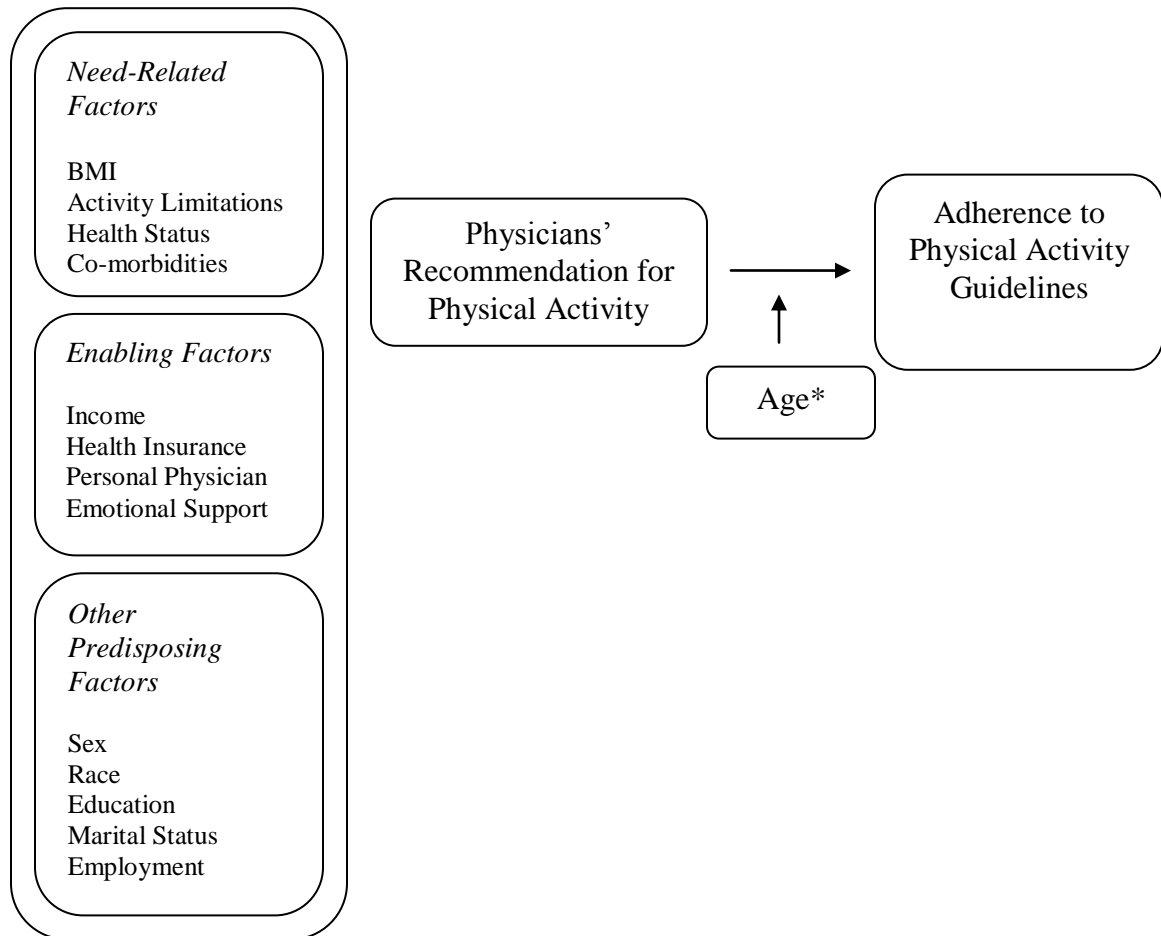 Need-Related
Factors
BMI
Activity Limitations
Health Status
Co-morbidities
Enabling Factors
Income
Health Insurance
Personal Physician
Emotional Support
Other
Predisposing
Factors
Sex
Race
Education
Marital Status
Employment
Physicians’
Recommendation for
Physical Activity
Age*
Adherence to
Physical Activity
Guidelines